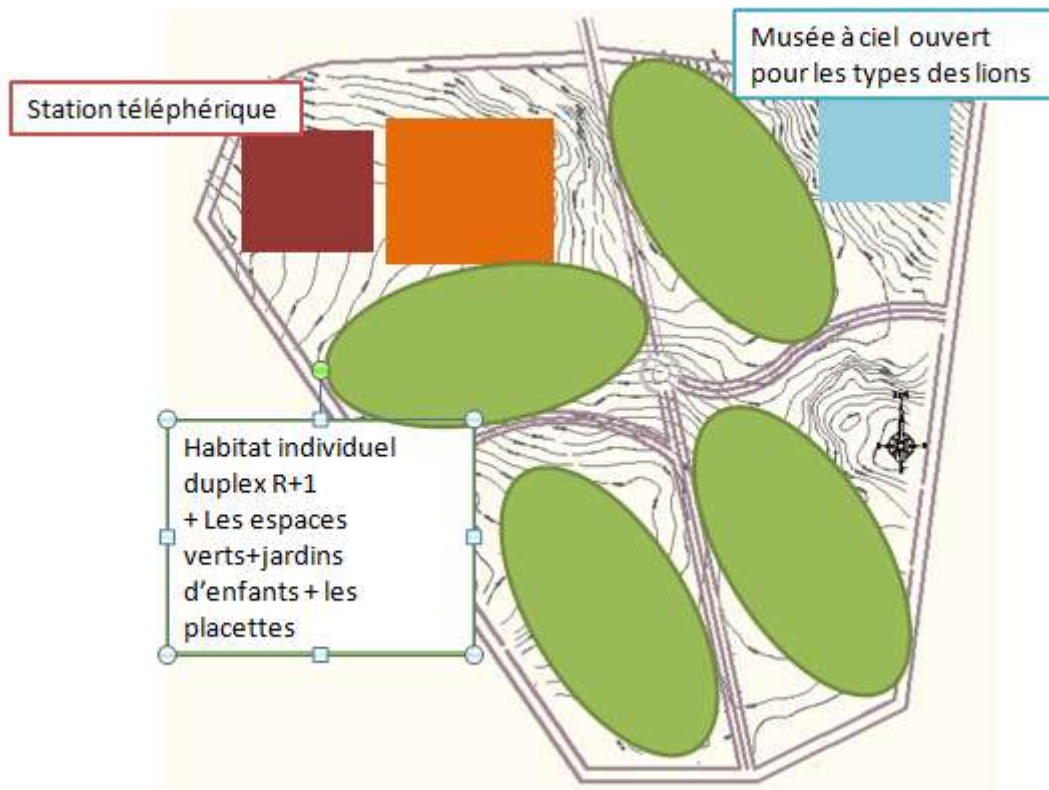 Musée à ciel ouvert
pour les types des lions
Station téléphérique
Habitat individuel
duplex R+1
+ Les espaces
verts+jardins
d'enfants + les
placettes